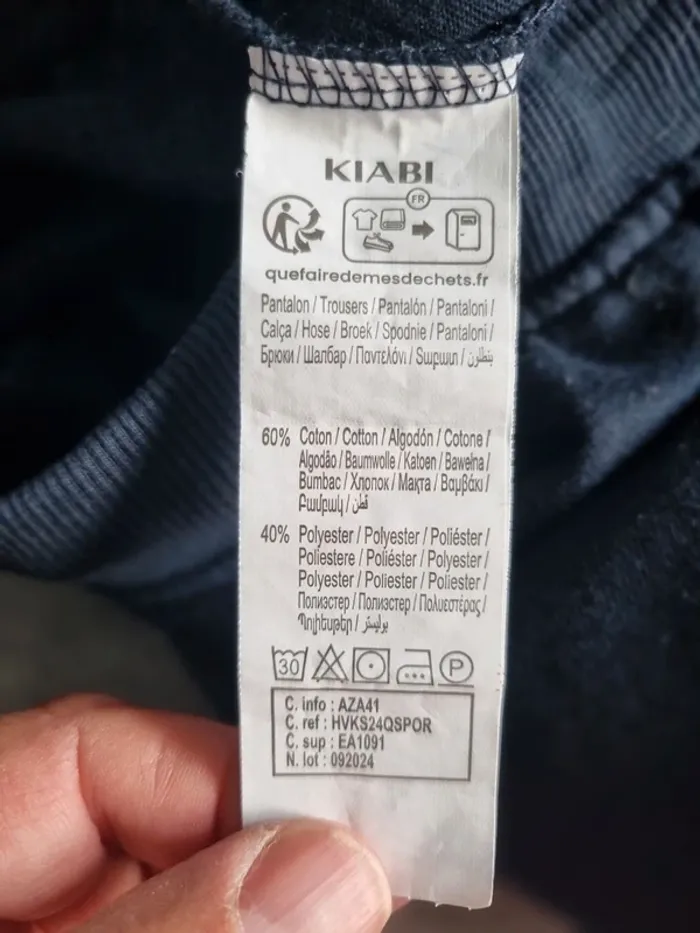 KIABI
FR
quefairedemesdechets.fr
Pantalon / Trousers / Pantalón / Pantaloni /
Calça / Hose / Broek / Spodnie / Pantaloni /
Брюки / Шалбар / Παντελόνι / Տաբատ / بنطلون
60% Coton / Cotton / Algodón / Cotone /
Algodão / Baumwolle / Katoen / Bawełna /
Bumbac / Хлопок / Мақта / Βαμβάκι /
Բամբակ / قطن
40% Polyester / Polyester / Poliéster /
Poliestere / Poliéster / Polyester /
Polyester / Poliester / Poliester /
Полиэстер / Полиэстер / Πολυεστέρας /
Պոլիեսթեր / بوليستر
30 P
C. info : AZA41
C. ref : HVKS24QSPOR
C. sup : EA1091
N. lot : 092024